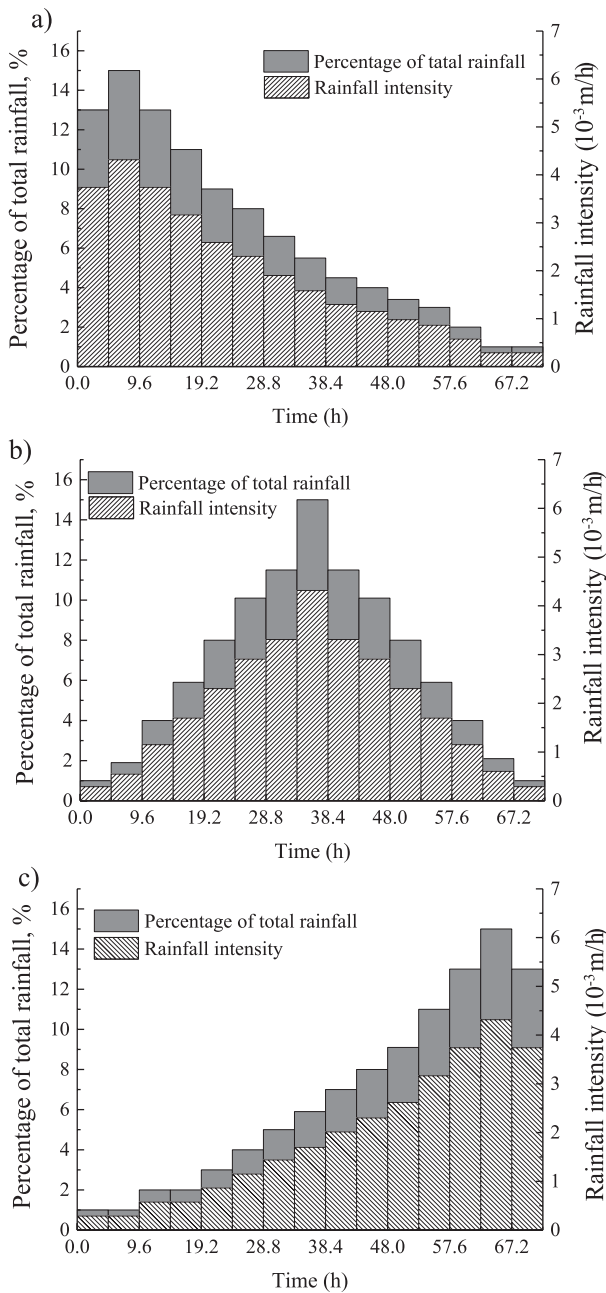 a)
Percentage of total rainfall, %
16
14
12
10
8
6
4
2
0
Percentage of tatal rainfall
Rainfall intensity
7
6
5
4
3
2
1
0
Rainfall intensity (10⁻³m/h)
0.0 9.6 19.2 28.8 38.4 48.0 57.6 67.2
Time (h)
b)
Percentage of total rainfall, %
16
14
12
10
8
6
4
2
0
Percentage of total rainfall
Rainfall intensity
7
6
5
4
3
2
1
0
Rainfall intensity (10⁻³m/h)
0.0 9.6 19.2 28.8 38.4 48.0 57.6 67.2
Time (h)
c)
Percentage of total rainfall, %
16
14
12
10
8
6
4
2
0
Percentage of total rainfall
Rainfall intensity
7
6
5
4
3
2
1
0
Rainfall intensity (10⁻³m/h)
0.0 9.6 19.2 28.8 38.4 48.0 57.6 67.2
Time (h)